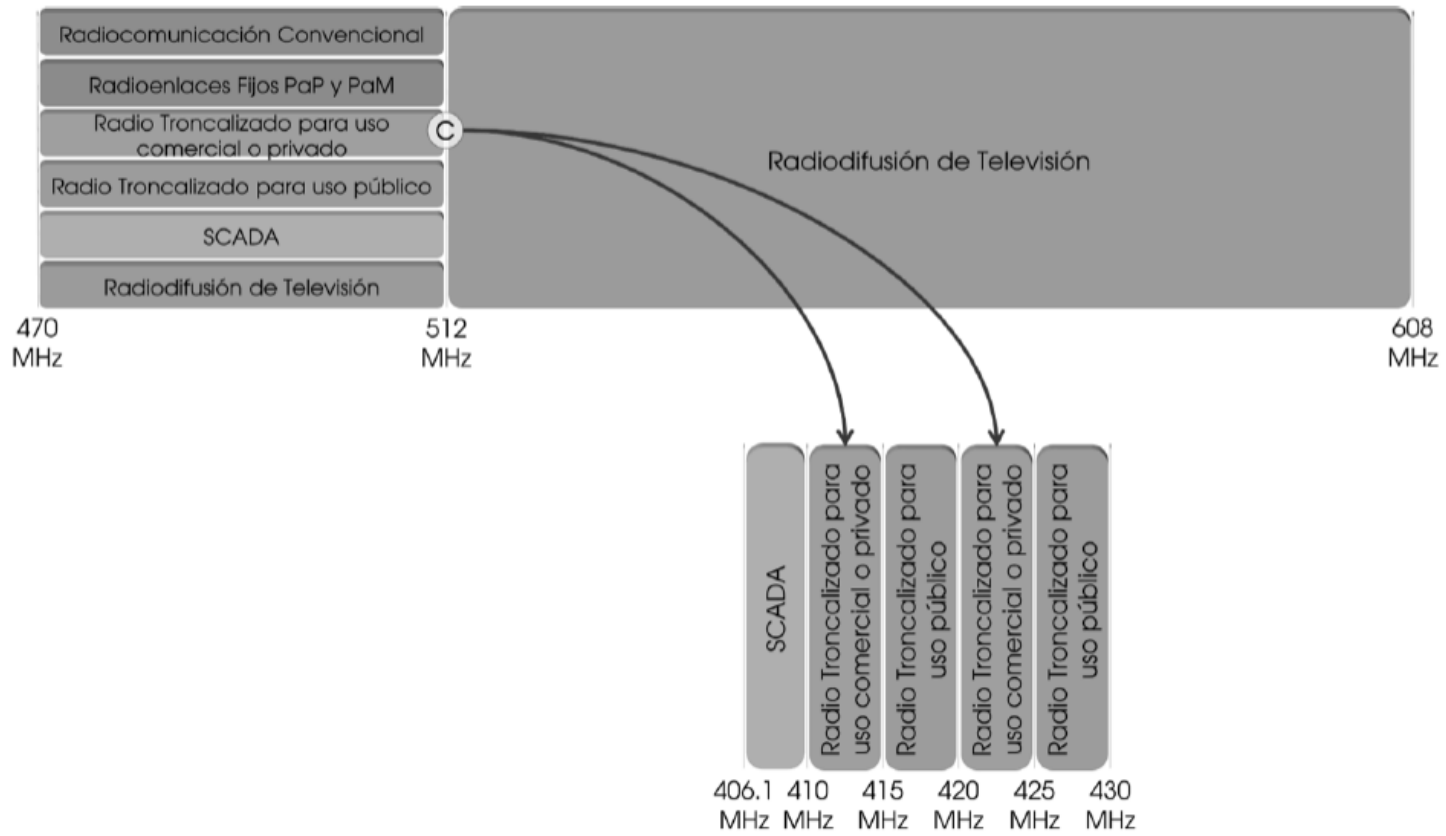 Radiocomunicación Convencional
Radioenlaces Fijos PaP y PaM
Radio Troncalizado para uso
comercial o privado
C
Radio Troncalizado para uso público
SCADA
Radiodifusión de Televisión
Radiodifusión de Televisión
470
MHz
512
MHz
608
MHz
SCADA
Radio Troncalizado para
uso comercial o privado
Radio Troncalizado para
uso público
Radio Troncalizado para
uso comercial o privado
Radio Troncalizado para
uso público
406.1
MHz
410
MHz
415
MHz
420
MHz
425
MHz
430
MHz